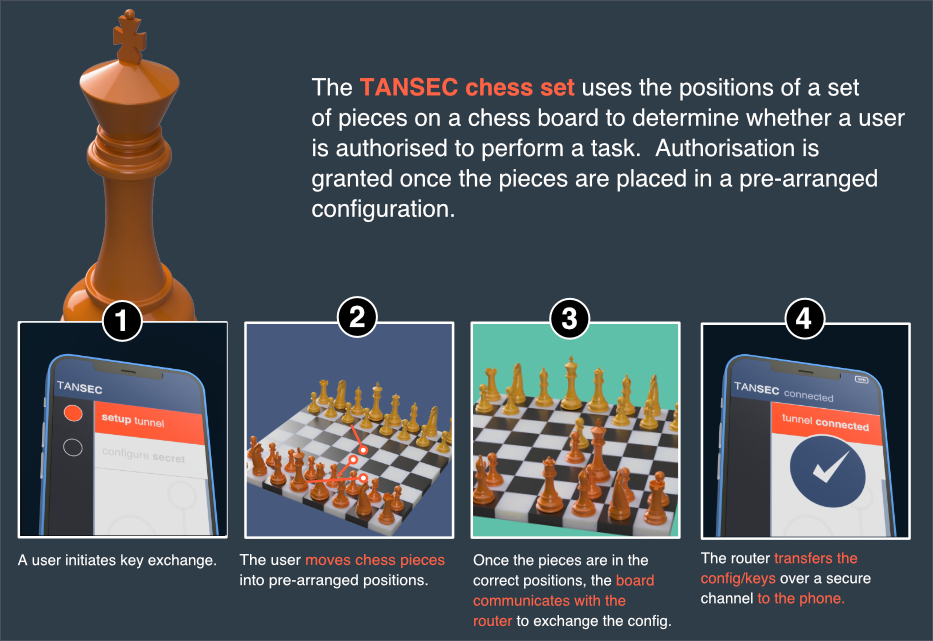 The TANSEC chess set uses the positions of a set
of pieces on a chess board to determine whether a user
is authorised to perform a task.  Authorisation is
granted once the pieces are placed in a pre-arranged
configuration.
1
TANSEC
setup tunnel
configure secret
A user initiates key exchange.
2
The user moves chess pieces
into pre-arranged positions.
3
Once the pieces are in the
correct positions, the board
communicates with the
router to exchange the config.
4
TANSEC connected
tunnel connected
The router transfers the
config/keys over a secure
channel to the phone.